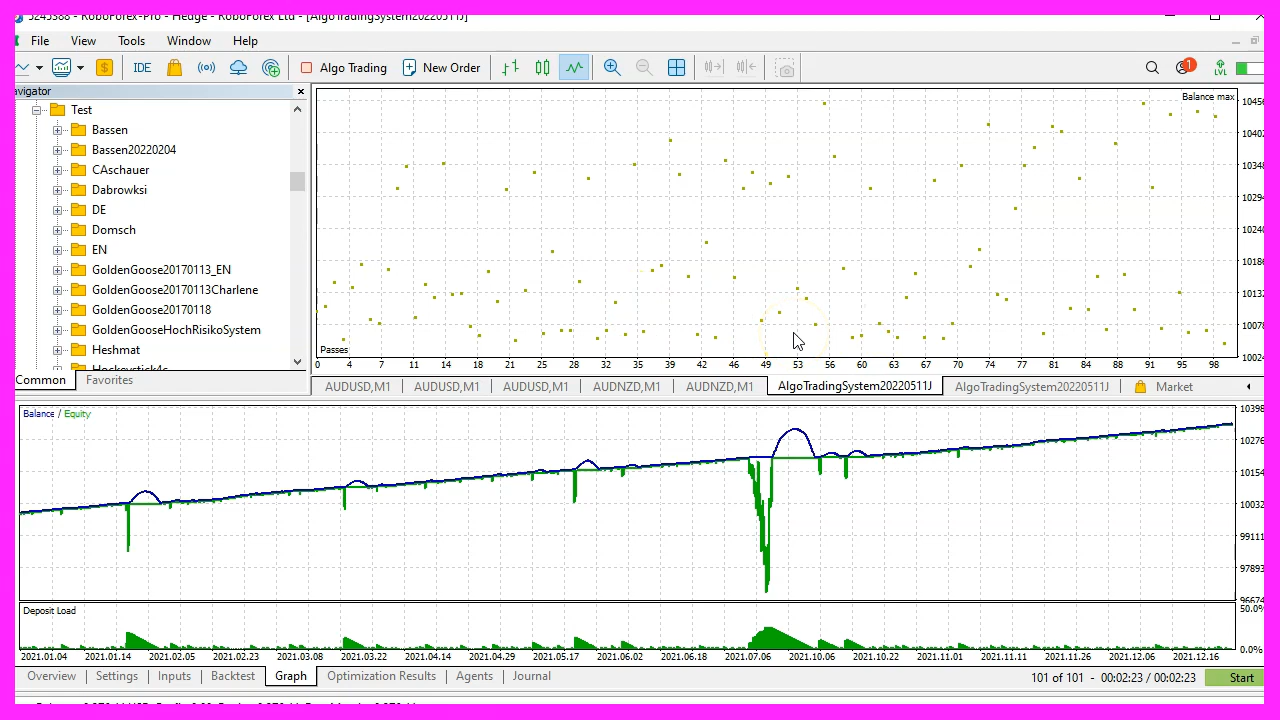 5245388 - RoboForex-Pro - Hedge - RoboForex Ltd - [AlgoTradingSystem20220511J]
File View Tools Window Help
IDE Algo Trading New Order 1 LVL
avigator
Test
Bassen
Bassen20220204
CAschauer
Dabrowksi
DE
Domsch
EN
GoldenGoose20170113_EN
GoldenGoose20170113Charlene
GoldenGoose20170118
GoldenGooseHochRisikoSystem
Heshmat
Hockeystick4s
Common Favorites
Balance max
10456
10402
10348
10294
10240
10186
10132
10078
10024
Passes
0 4 7 11 14 18 21 25 28 32 35 39 42 46 49 53 56 60 63 67 70 74 77 81 84 88 91 95 98
AUDUSD,M1 AUDUSD,M1 AUDUSD,M1 AUDNZD,M1 AUDNZD,M1 AlgoTradingSystem20220511J AlgoTradingSystem20220511J Market
Balance / Equity
10398
10276
10154
10032
99111
97893
96674
Deposit Load
50.0%
0.0%
2021.01.04 2021.01.14 2021.02.05 2021.02.23 2021.03.08 2021.03.22 2021.04.14 2021.04.29 2021.05.17 2021.06.02 2021.06.18 2021.07.06 2021.10.06 2021.10.22 2021.11.01 2021.11.11 2021.11.26 2021.12.06 2021.12.16
Overview Settings Inputs Backtest Graph Optimization Results Agents Journal 101 of 101 - 00:02:23 / 00:02:23 Start